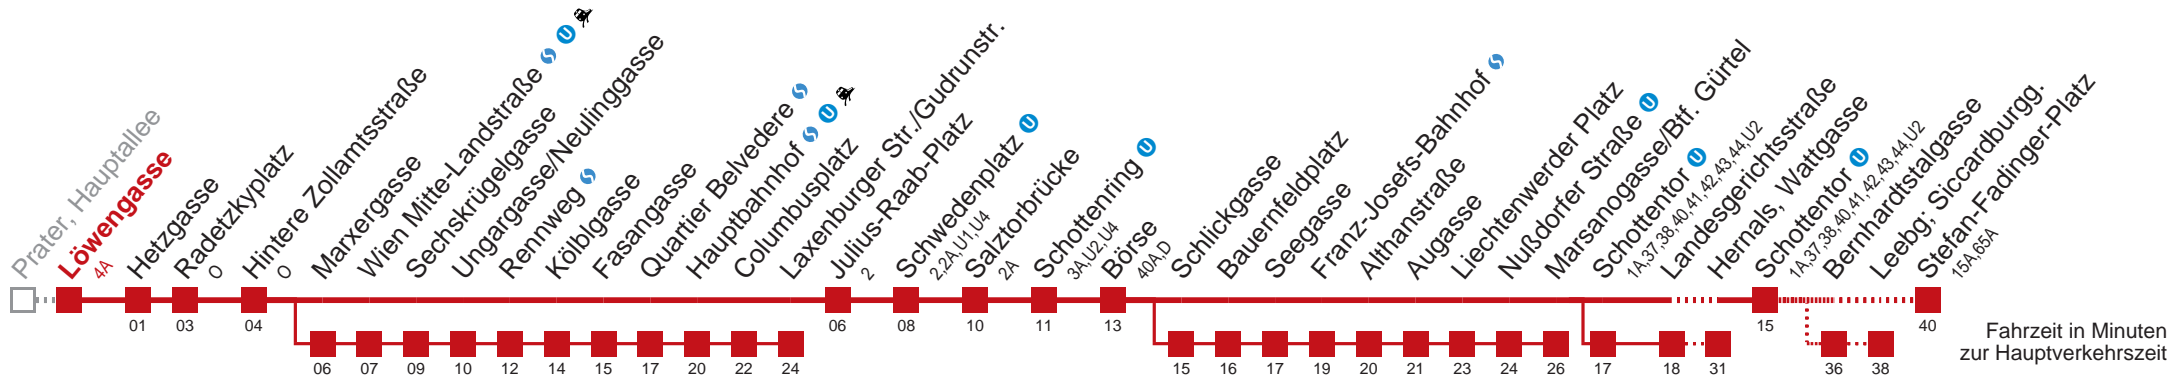 Prater, Hauptallee
Löwengasse
4A
Hetzgasse
Radetzkyplatz
O
Hintere Zollamtsstraße
O
Marxergasse
Wien Mitte-Landstraße S U
Sechskrügelgasse
Ungargasse/Neulinggasse
Rennweg S
Kölblgasse
Fasangasse
Quartier Belvedere S
Hauptbahnhof S U
Columbusplatz
Laxenburger Str./Gudrunstr.
Julius-Raab-Platz
2
Schwedenplatz U
2,2A,U1,U4
Salztorbrücke
2A
Schottenring U
3A,U2,U4
Börse
40A,D
Schlickgasse
Bauernfeldplatz
Seegasse
Franz-Josefs-Bahnhof S
Althanstraße
Augasse
Liechtenwerder Platz
Nußdorfer Straße U
Marsanogasse/Btf. Gürtel
Schottentor U
1A,37,38,40,41,42,43,44,U2
Landesgerichtsstraße
Hernals, Wattgasse
Schottentor U
1A,37,38,40,41,42,43,44,U2
Bernhardtstalgasse
Leebg; Siccardburgg.
Stefan-Fadinger-Platz
15A,65A
01 03 04 06 08 10 11 13 15 40
06 07 09 10 12 14 15 17 20 22 24 15 16 17 19 20 21 23 24 26 17 18 31 36 38
Fahrzeit in Minuten
zur Hauptverkehrszeit